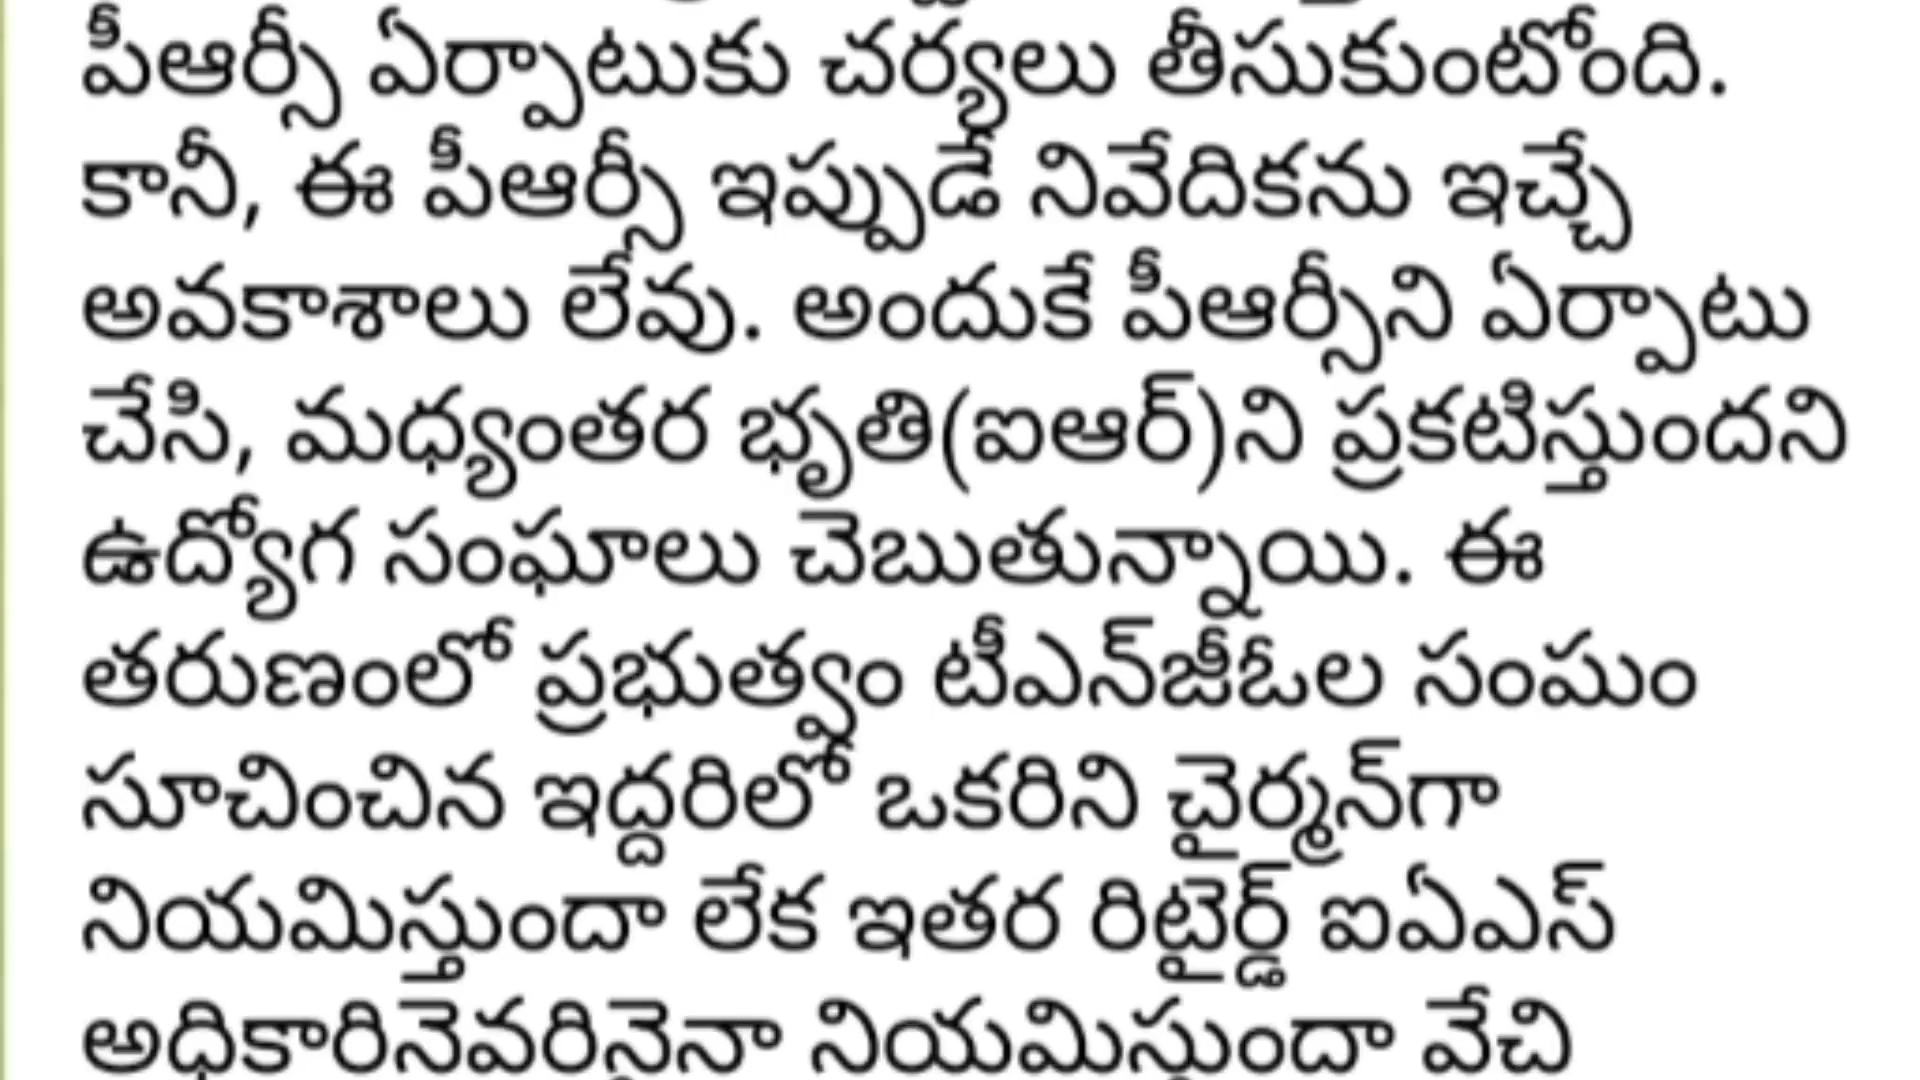 పీఆర్సీ ఏర్పాటుకు చర్యలు తీసుకుంటోంది.
కానీ, ఈ పీఆర్సీ ఇప్పుడే నివేదికను ఇచ్చే
అవకాశాలు లేవు. అందుకే పీఆర్సీని ఏర్పాటు
చేసి, మధ్యంతర భృతి(ఐఆర్)ని ప్రకటిస్తుందని
ఉద్యోగ సంఘాలు చెబుతున్నాయి. ఈ
తరుణంలో ప్రభుత్వం టీఎన్‌జీఓల సంఘం
సూచించిన ఇద్దరిలో ఒకరిని చైర్మన్‌గా
నియమిస్తుందా లేక ఇతర రిటైర్డ్ ఐఏఎస్
అధికారినెవరినైనా నియమిస్తుందా వేచి